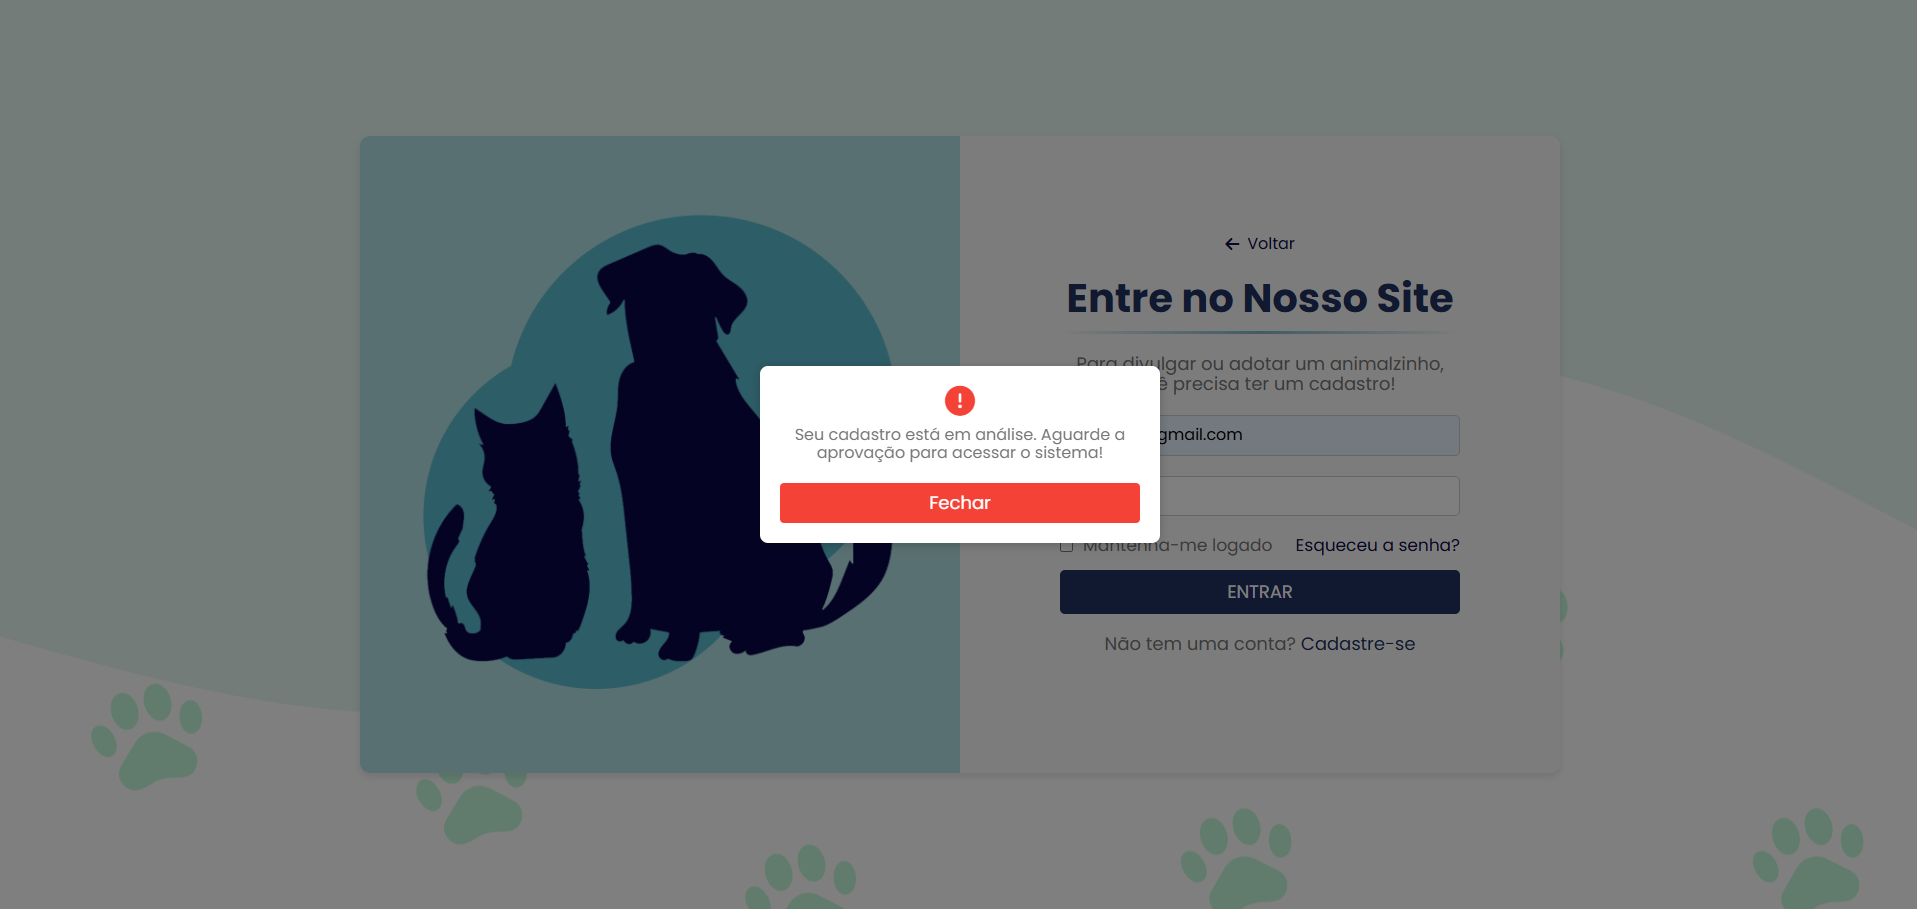 Voltar
Entre no Nosso Site
Para divulgar ou adotar um animalzinho,
precisa ter um cadastro!
Seu cadastro está em análise. Aguarde a
aprovação para acessar o sistema!
Fechar
gmail.com
Mantenha-me logado
Esqueceu a senha?
ENTRAR
Não tem uma conta? Cadastre-se